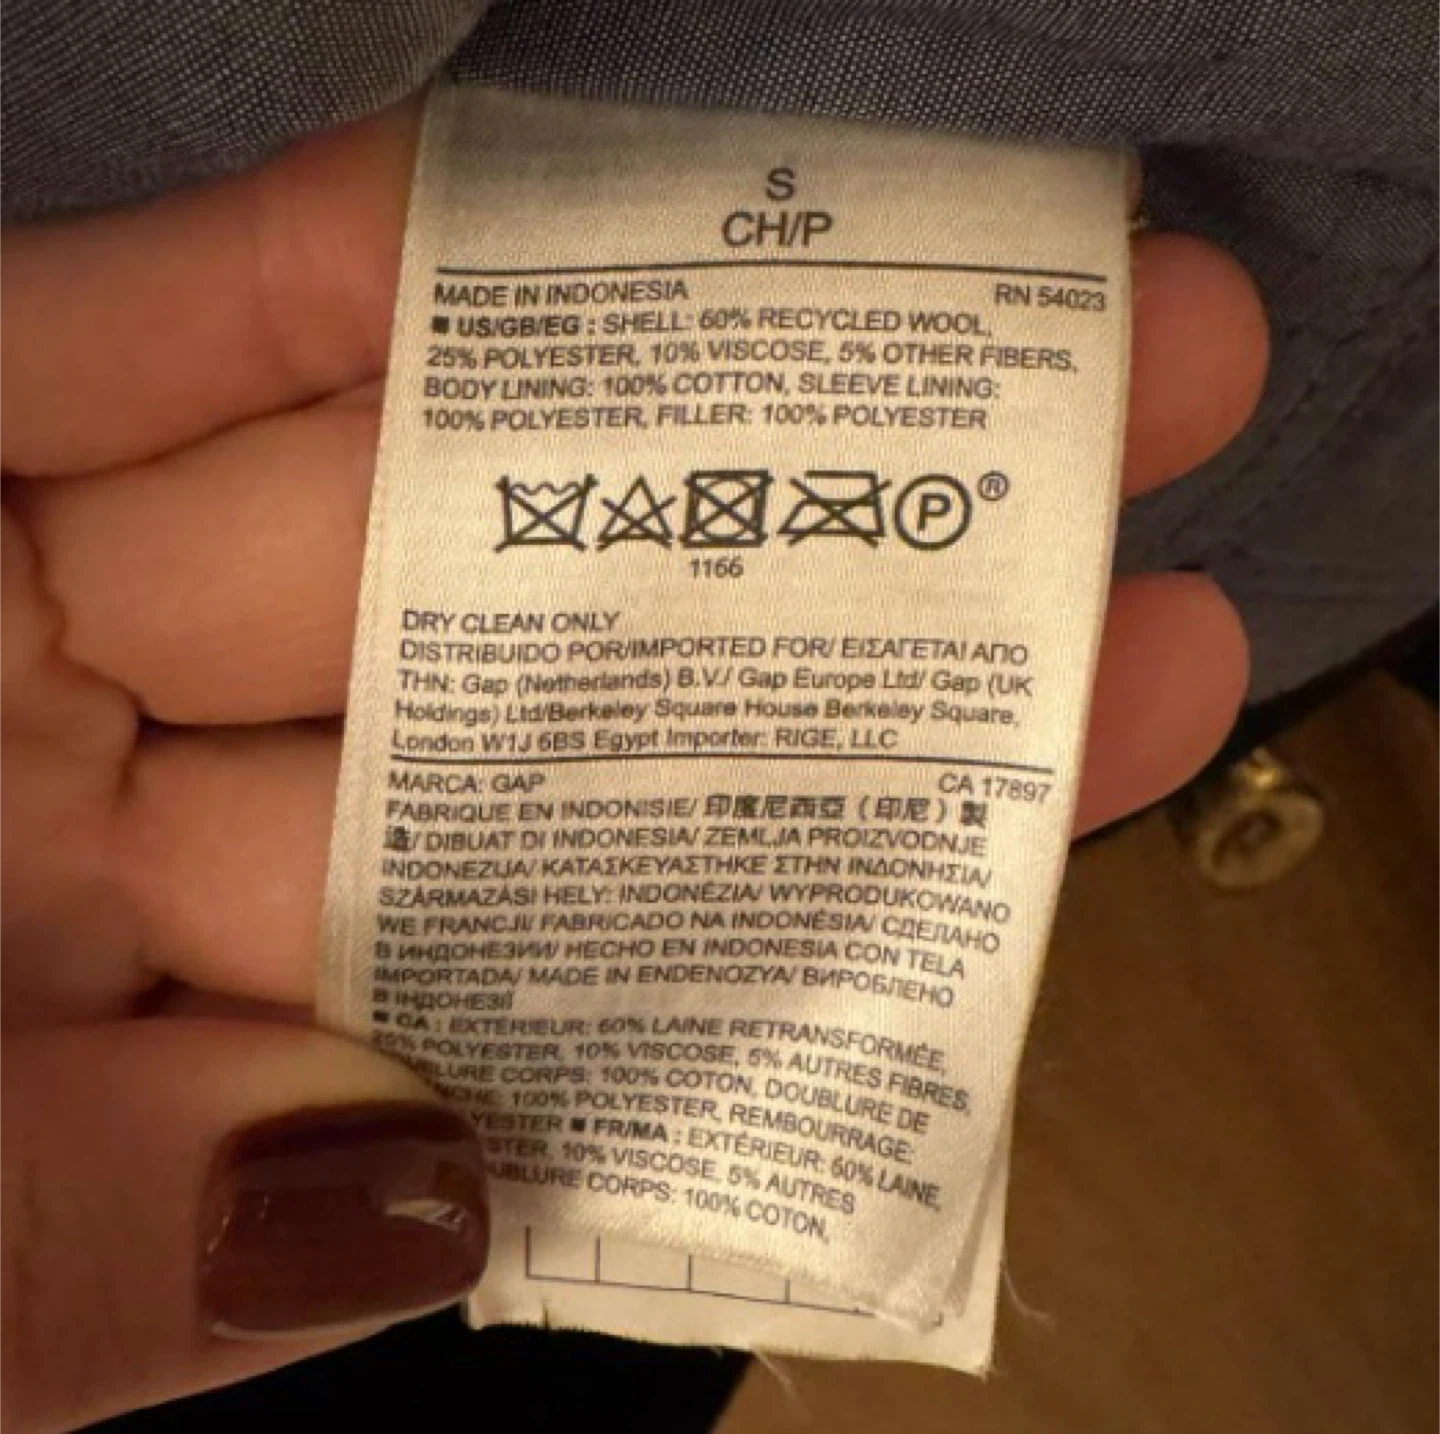 S
CH/P
MADE IN INDONESIA RN 54023
■ US/GB/EG : SHELL: 60% RECYCLED WOOL,
25% POLYESTER, 10% VISCOSE, 5% OTHER FIBERS,
BODY LINING: 100% COTTON, SLEEVE LINING:
100% POLYESTER, FILLER: 100% POLYESTER
P ®
1166
DRY CLEAN ONLY
DISTRIBUIDO POR/IMPORTED FOR/ ΕΙΣΑΓΕΤΑΙ ΑΠΟ
THN: Gap (Netherlands) B.V./ Gap Europe Ltd/ Gap (UK
Holdings) Ltd/Berkeley Square House Berkeley Square,
London W1J 6BS Egypt Importer: RIGE, LLC
MARCA: GAP CA 17897
FABRIQUE EN INDONISIE/ 印度尼西亞（印尼）製
造/ DIBUAT DI INDONESIA/ ZEMLJA PROIZVODNJE
INDONEZIJA/ ΚΑΤΑΣΚΕΥΑΣΤΗΚΕ ΣΤΗΝ ΙΝΔΟΝΗΣΙΑ/
SZÁRMAZÁSI HELY: INDONÉZIA/ WYPRODUKOWANO
WE FRANCJI/ FABRICADO NA INDONÉSIA/ СДЕЛАНО
В ИНДОНЕЗИИ/ HECHO EN INDONESIA CON TELA
IMPORTADA/ MADE IN ENDENOZYA/ ВИРОБЛЕНО
В ІНДОНЕЗІЇ
■ CA : EXTÉRIEUR: 60% LAINE RETRANSFORMÉE,
25% POLYESTER, 10% VISCOSE, 5% AUTRES FIBRES,
CORPS: 100% COTON, DOUBLURE DE
100% POLYESTER, REMBOURRAGE:
■ FR/MA : EXTÉRIEUR: 60% LAINE,
10% VISCOSE, 5% AUTRES
CORPS: 100% COTON,